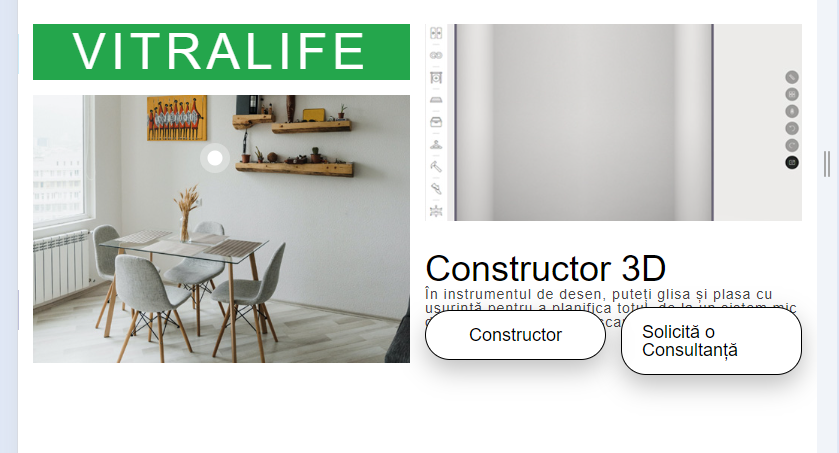 VITRALIFE
Constructor 3D
În instrumentul de desen, puteți glisa și plasa cu
ușurință pentru a planifica totul, de la un sistem mic
Constructor
Solicită o
Consultanță